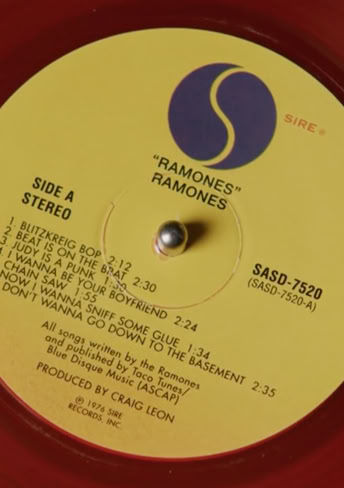 SIRE®
"RAMONES"
RAMONES
SIDE A
STEREO
SASD-7520
(SASD-7520-A)
1. BLITZKREIG BOP 2:12
2. BEAT IS ON THE BRAT 2:30
3. JUDY IS A PUNK 1:30
4. I WANNA BE YOUR BOYFRIEND 2:24
CHAIN SAW 1:55
NOW I WANNA SNIFF SOME GLUE 1:34
DON'T WANNA GO DOWN TO THE BASEMENT 2:35
All songs written by the Ramones
and published by Taco Tunes/
Blue Disque Music (ASCAP)
PRODUCED BY CRAIG LEON
℗ 1976 SIRE
RECORDS, INC.